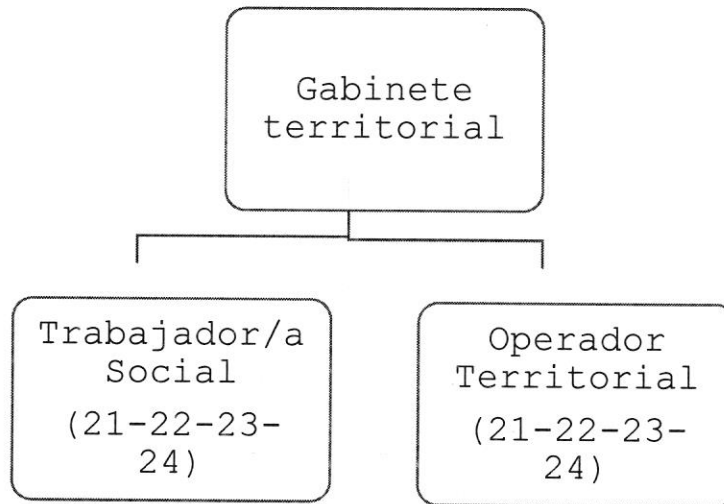 Gabinete
territorial
Trabajador/a
Social
(21-22-23-
24)
Operador
Territorial
(21-22-23-
24)